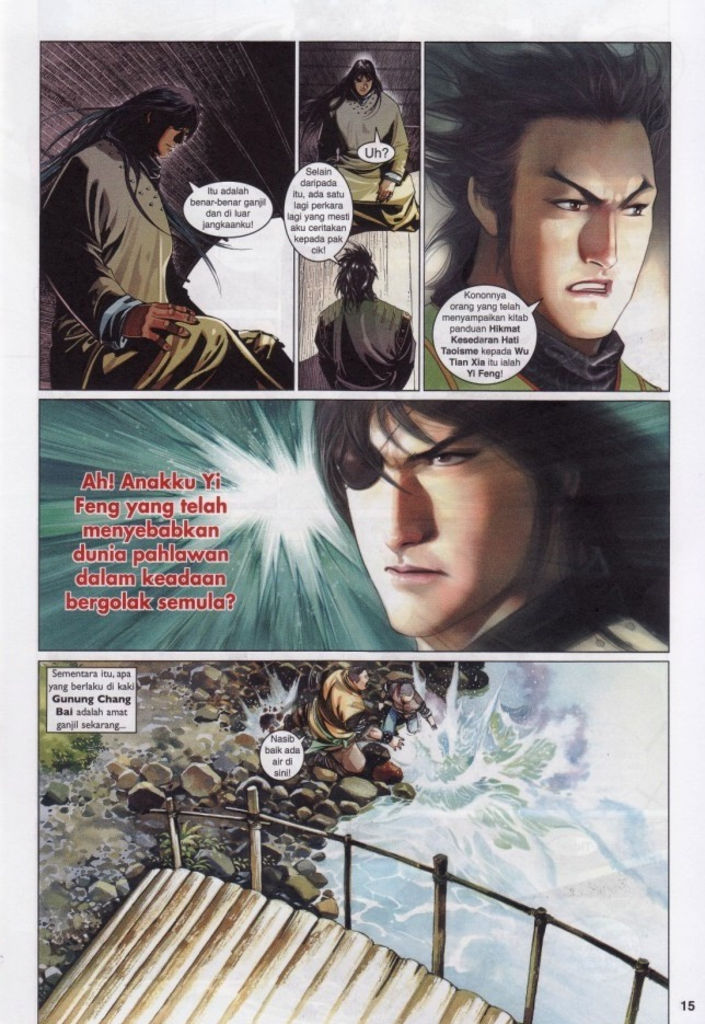 Itu adalah
benar-benar ganjil
dan di luar
jangkaanku!
Uh?
Selain
daripada
itu, ada satu
lagi perkara
lagi yang mesti
aku ceritakan
kepada pak
cik!
Kononnya
orang yang telah
menyampaikan kitab
panduan Hikmat
Kesedaran Hati
Taoisme kepada Wu
Tian Xia itu ialah
Yi Feng!
Ah! Anakku Yi
Feng yang telah
menyebabkan
dunia pahlawan
dalam keadaan
bergolak semula?
Sementara itu, apa
yang berlaku di kaki
Gunung Chang
Bai adalah amat
ganjil sekarang...
Nasib
baik ada
air di
sini!
15